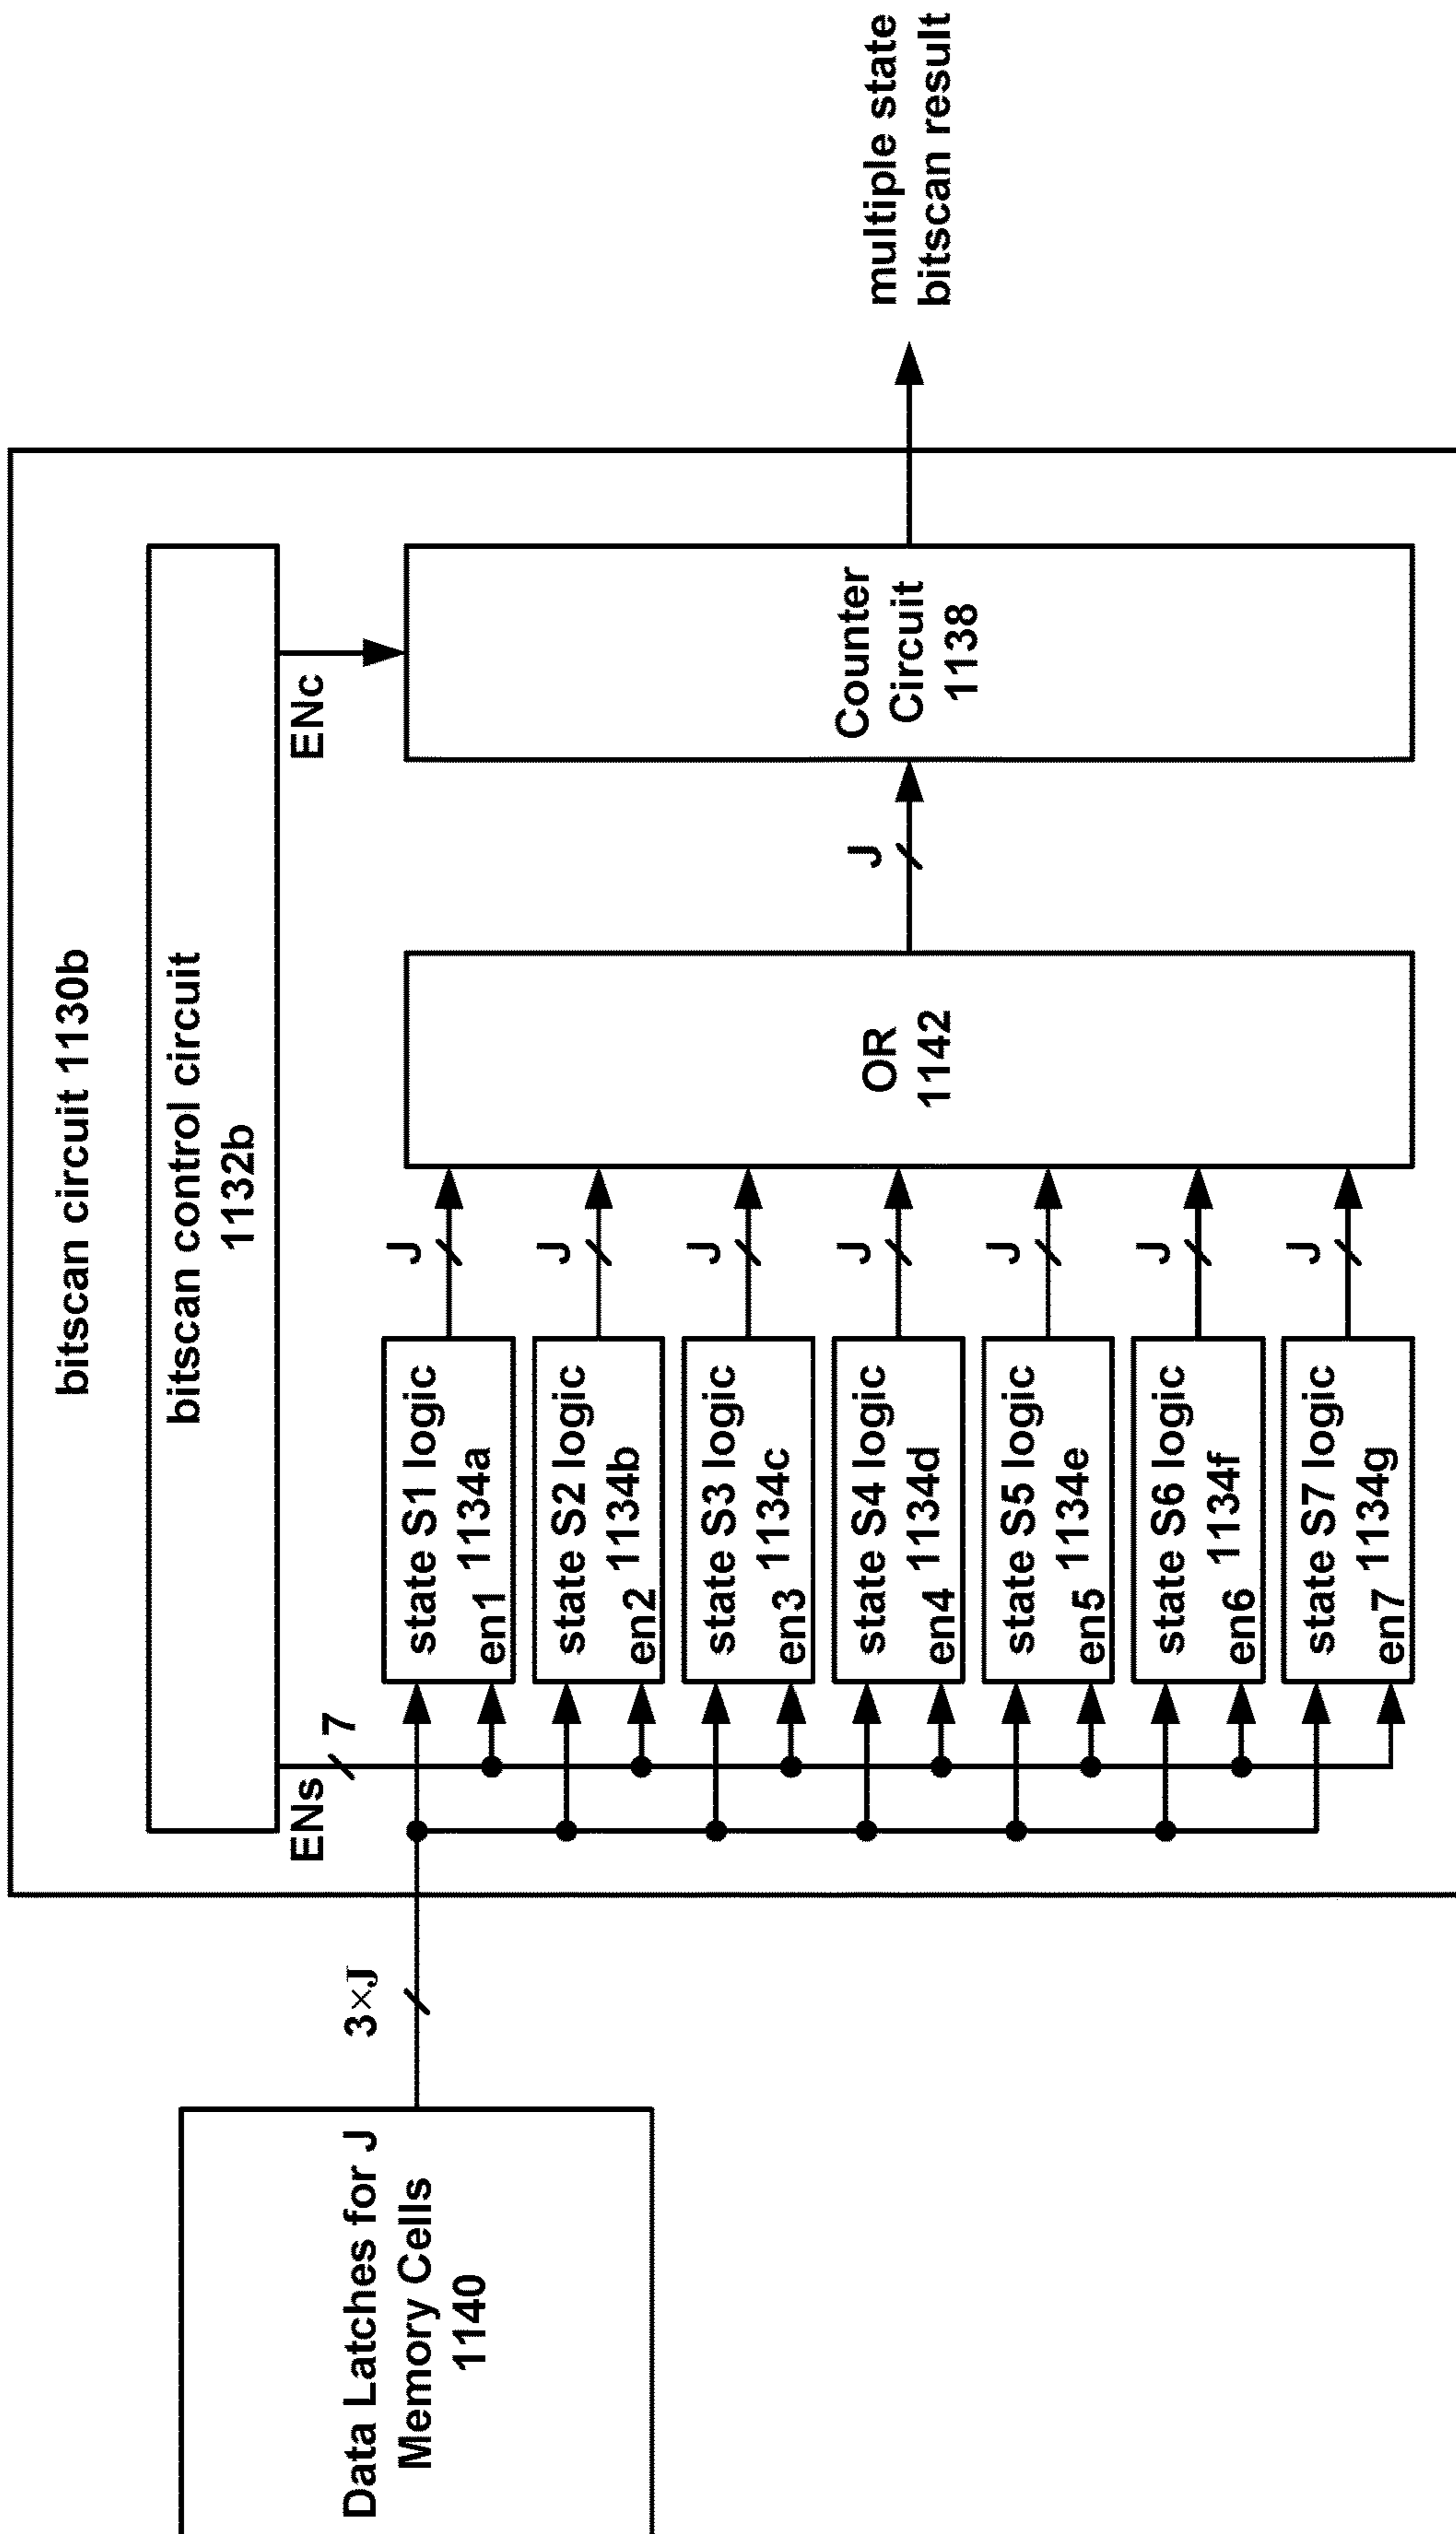 bitscan circuit 1130b
bitscan control circuit
1132b
ENs
7
ENc
Data Latches for J
Memory Cells
1140
3×J
state S1 logic
en1 1134a
J
state S2 logic
en2 1134b
J
state S3 logic
en3 1134c
J
state S4 logic
en4 1134d
J
state S5 logic
en5 1134e
J
state S6 logic
en6 1134f
J
state S7 logic
en7 1134g
J
OR
1142
J
Counter
Circuit
1138
multiple state
bitscan result